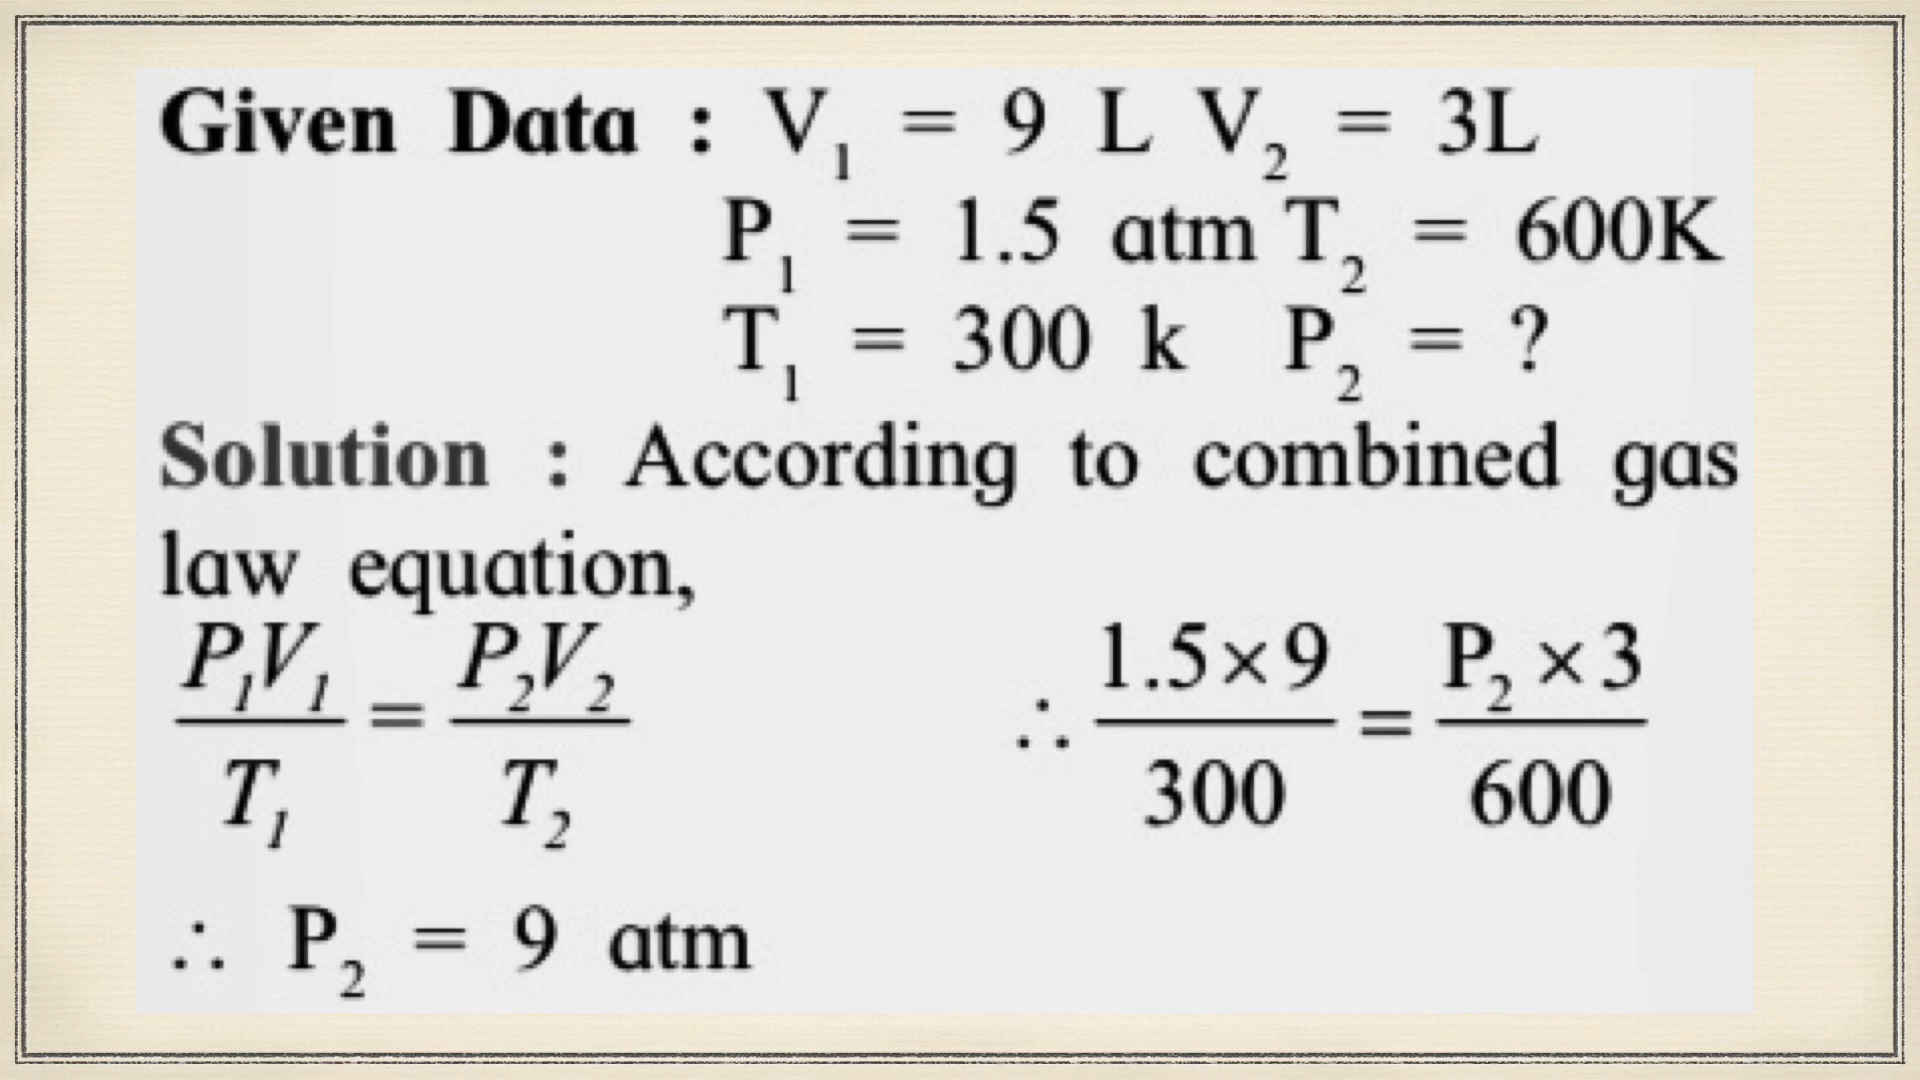 Given Data : V₁ = 9 L V₂ = 3L
P₁ = 1.5 atm T₂ = 600K
T₁ = 300 k P₂ = ?
Solution : According to combined gas
law equation,
P₁V₁/T₁ = P₂V₂/T₂ ∴ 1.5×9/300 = P₂×3/600
∴ P₂ = 9 atm